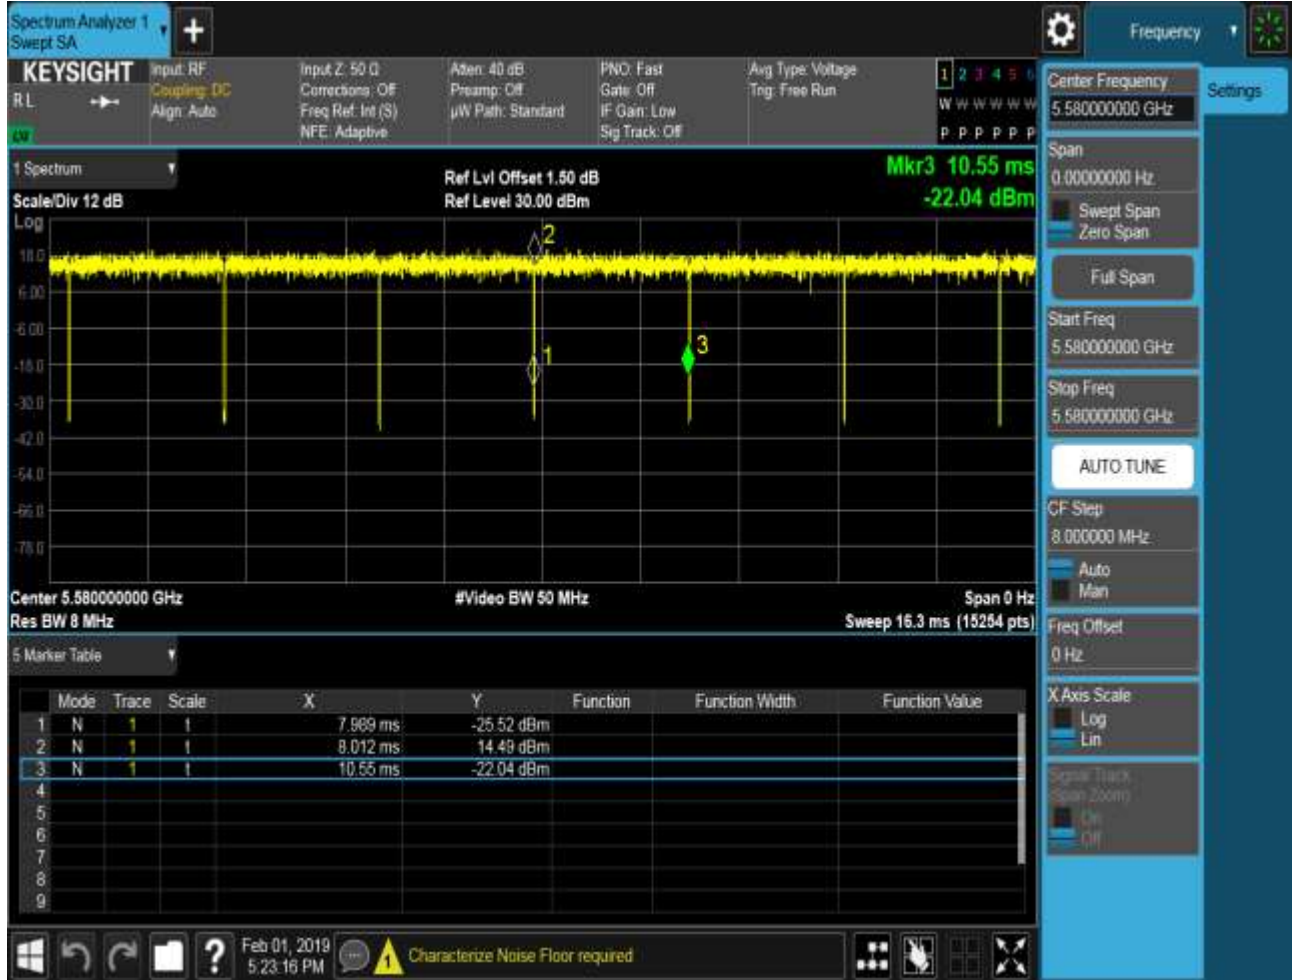 Spectrum Analyzer 1
Swept SA
+
Frequency
KEYSIGHT
RL
Input: RF
Coupling: DC
Align: Auto
Input Z: 50 Ω
Corrections: Off
Freq Ref: Int (S)
NFE: Adaptive
Atten: 40 dB
Preamp: Off
µW Path: Standard
PNO: Fast
Gate: Off
IF Gain: Low
Sig Track: Off
Avg Type: Voltage
Trig: Free Run
1 2 3 4 5 6
W W W W W W
P P P P P P
1 Spectrum
Scale/Div 12 dB
Ref Lvl Offset 1.50 dB
Ref Level 30.00 dBm
Mkr3 10.55 ms
-22.04 dBm
Log
18.0
6.00
-6.00
-18.0
-30.0
-42.0
-54.0
-66.0
-78.0
2
1
3
Center 5.580000000 GHz
#Video BW 50 MHz
Span 0 Hz
Res BW 8 MHz
Sweep 16.3 ms (15254 pts)
5 Marker Table
Mode Trace Scale X Y Function Function Width Function Value
1 N 1 t 7.989 ms -25.52 dBm
2 N 1 t 8.012 ms 14.49 dBm
3 N 1 t 10.55 ms -22.04 dBm
4
5
6
7
8
9
Feb 01, 2019
5:23:16 PM
1
Characterize Noise Floor required
Center Frequency
5.580000000 GHz
Settings
Span
0.00000000 Hz
Swept Span
Zero Span
Full Span
Start Freq
5.580000000 GHz
Stop Freq
5.580000000 GHz
AUTO TUNE
CF Step
8.000000 MHz
Auto
Man
Freq Offset
0 Hz
X Axis Scale
Log
Lin
Signal Track
(Span Zoom)
On
Off